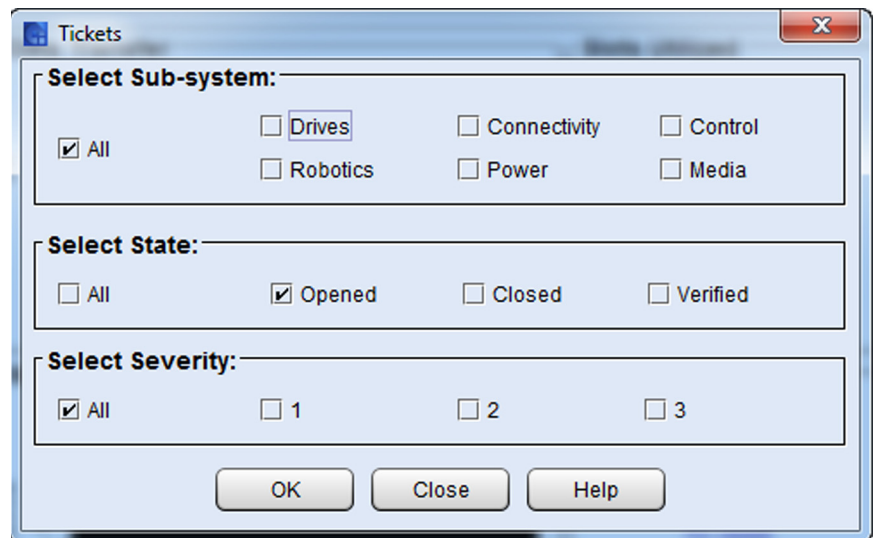 Tickets
Select Sub-system:
All
Drives Connectivity Control
Robotics Power Media
Select State:
All Opened Closed Verified
Select Severity:
All 1 2 3
OK Close Help